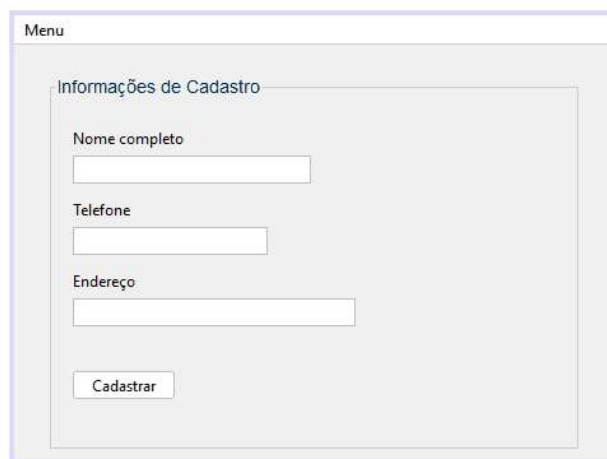 Menu
Informações de Cadastro
Nome completo
Telefone
Endereço
Cadastrar